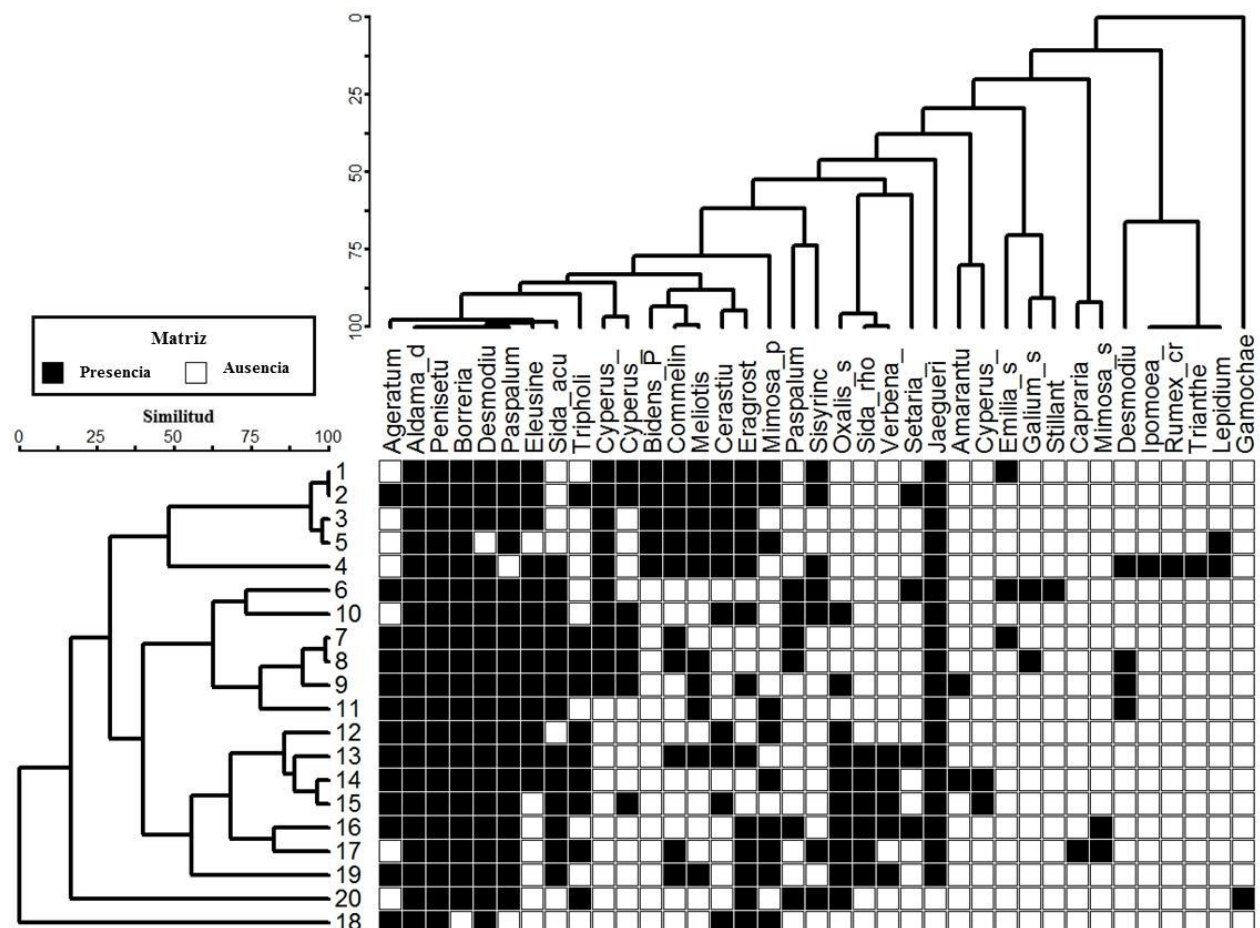 0
25
50
75
100
Matriz
Presencia Ausencia
Similitud
0 25 50 75 100
Ageratum
Aldama_d
Penisetu
Borreria
Desmodiu
Paspalum
Eleusine
Sida_acu
Tripholi
Cyperus_
Cyperus_
Bidens_P
Commelin
Meliotis
Cerastiu
Eragrost
Mimosa_p
Paspalum
Sisyrinc
Oxalis_s
Sida_rho
Verbena_
Setaria_i
Jaegueri
Amarantu
Cyperus_
Emilia_s
Galium_s
Stillant
Capraria
Mimosa_s
Desmodiu
Ipomoea_
Rumex_cr
Trianthe
Lepidium
Gamochae
1
2
3
5
4
6
10
7
8
9
11
12
13
14
15
16
17
19
20
18